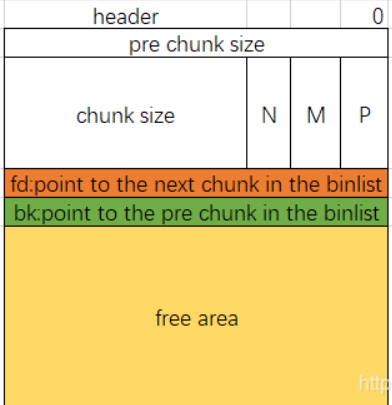 header 0
pre chunk size
chunk size N M P
fd:point to the next chunk in the binlist
bk:point to the pre chunk in the binlist
free area
http